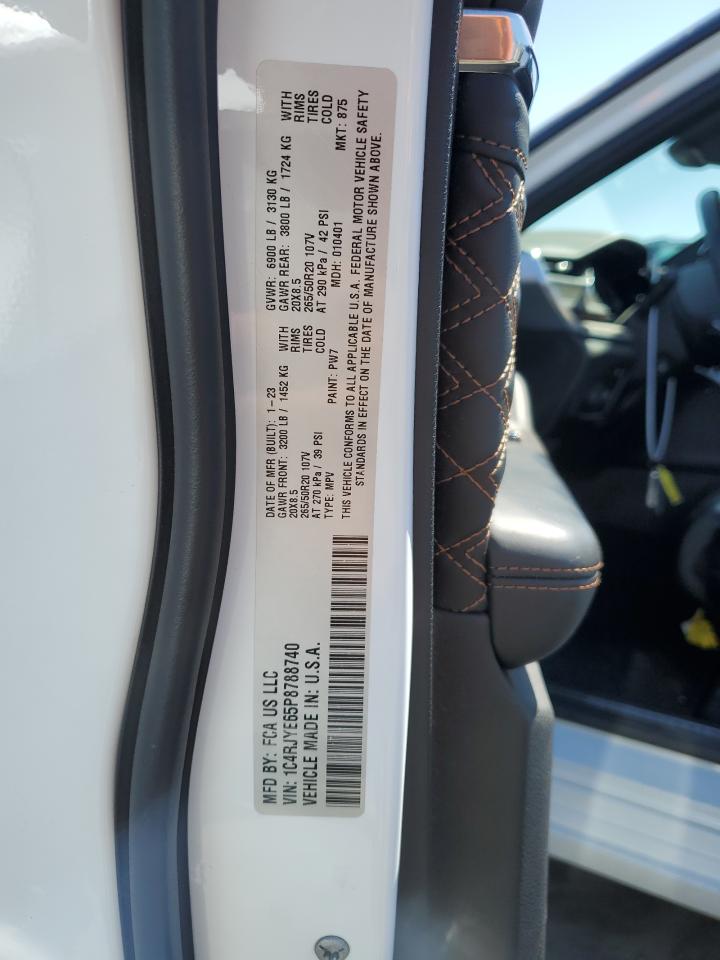 MFD BY: FCA US LLC
VIN: 1C4RJYE65P8788740
VEHICLE MADE IN: U.S.A.
DATE OF MFR (BUILT): 1-23 GVWR: 6900 LB / 3130 KG
GAWR FRONT: 3200 LB / 1452 KG WITH GAWR REAR: 3800 LB / 1724 KG WITH
20X8.5 RIMS 20X8.5 RIMS
265/50R20 107V TIRES 265/50R20 107V TIRES
AT 270 kPa / 39 PSI COLD AT 290 kPa / 42 PSI COLD
TYPE: MPV PAINT: PW7 MDH: 010401 MKT: 875
THIS VEHICLE CONFORMS TO ALL APPLICABLE U.S.A. FEDERAL MOTOR VEHICLE SAFETY
STANDARDS IN EFFECT ON THE DATE OF MANUFACTURE SHOWN ABOVE.